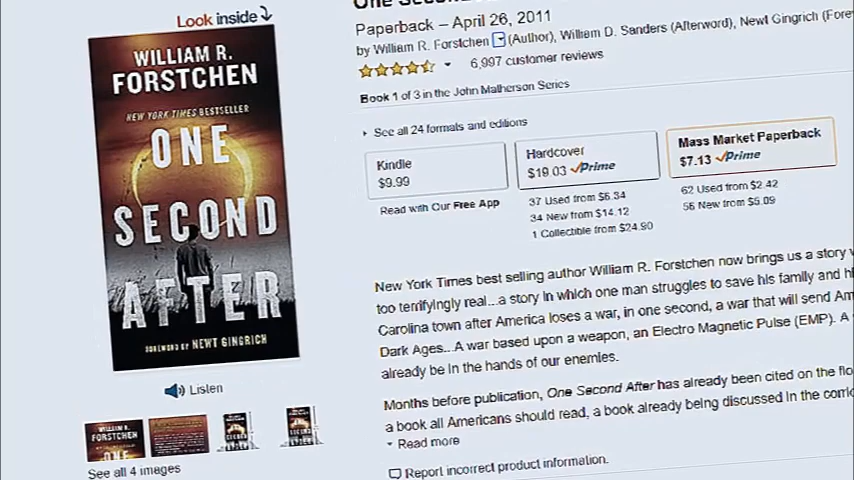 Look inside
WILLIAM R.
FORSTCHEN
NEW YORK TIMES BESTSELLER
ONE
SECOND
AFTER
FOREWORD BY NEWT GINGRICH
Listen
See all 4 images
One Second
Paperback – April 26, 2011
by William R. Forstchen (Author), William D. Sanders (Afterword), Newt Gingrich
6,997 customer reviews
Book 1 of 3 in the John Matherson Series
See all 24 formats and editions
Kindle
$9.99
Read with Our Free App
Hardcover
$19.03 Prime
37 Used from $6.34
34 New from $14.12
1 Collectible from $24.90
Mass Market Paperback
$7.13 Prime
62 Used from $2.42
56 New from $5.09
New York Times best selling author William R. Forstchen now brings us a story
too terrifyingly real...a story in which one man struggles to save his family and
Carolina town after America loses a war, in one second, a war that will send
Dark Ages...A war based upon a weapon, an Electro Magnetic Pulse (EMP). A
already be in the hands of our enemies.
Months before publication, One Second After has already been cited on the
a book all Americans should read, a book already being discussed in the
Read more
Report incorrect product information.